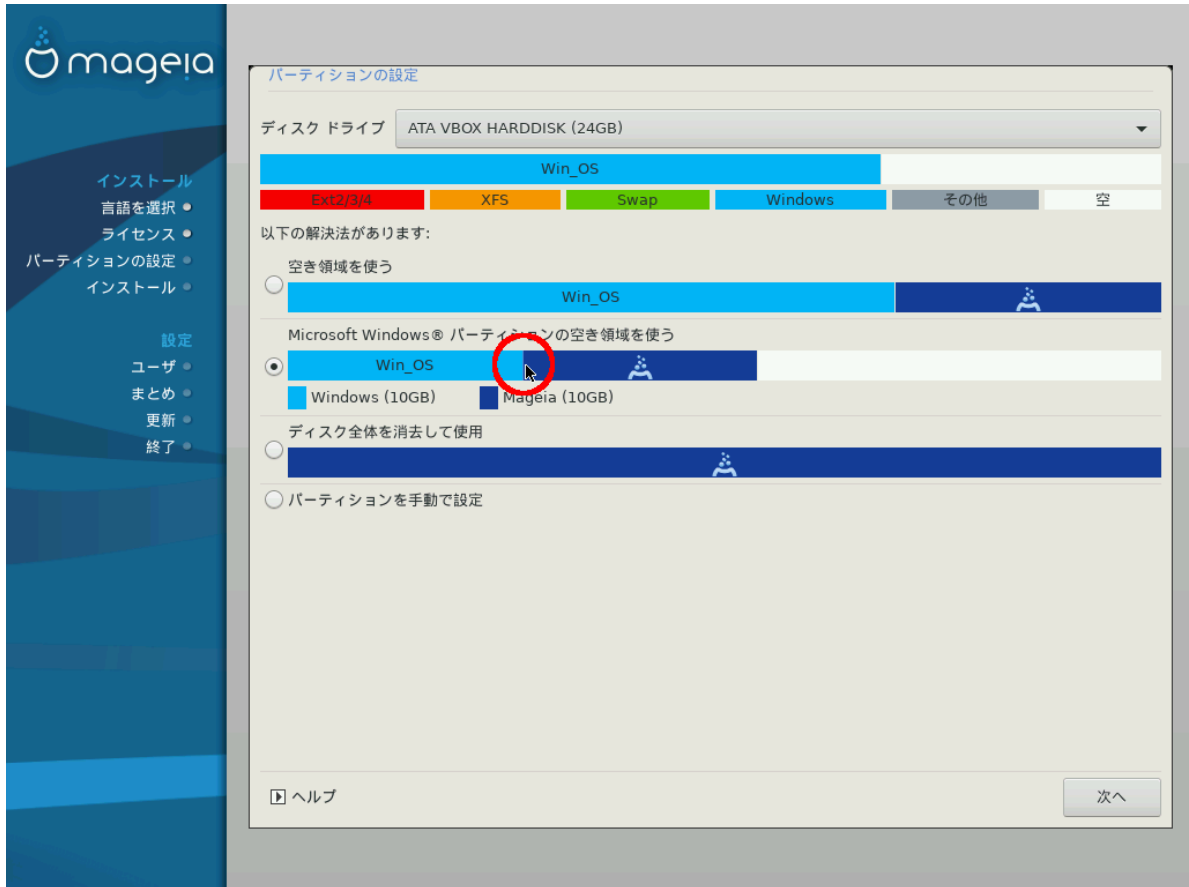 mageia
インストール
言語を選択
ライセンス
パーティションの設定
インストール
設定
ユーザ
まとめ
更新
終了
パーティションの設定
ディスク ドライブ ATA VBOX HARDDISK (24GB)
Win_OS
Ext2/3/4 XFS Swap Windows その他 空
以下の解決法があります:
空き領域を使う
Win_OS
Microsoft Windows® パーティションの空き領域を使う
Win_OS
Windows (10GB) Mageia (10GB)
ディスク全体を消去して使用
パーティションを手動で設定
ヘルプ 次へ